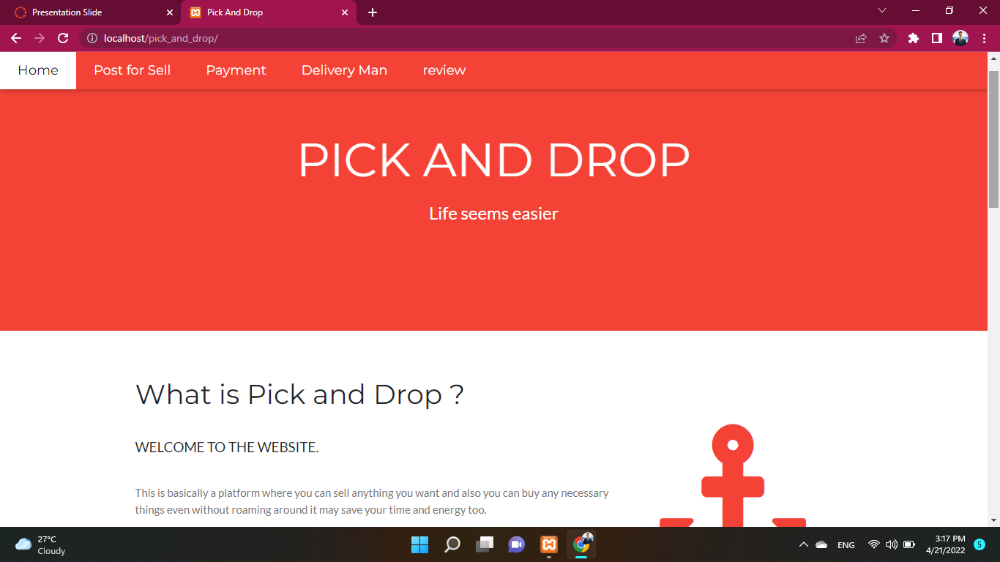 Presentation Slide
Pick And Drop
localhost/pick_and_drop/
Home
Post for Sell
Payment
Delivery Man
review
PICK AND DROP
Life seems easier
What is Pick and Drop ?
WELCOME TO THE WEBSITE.
This is basically a platform where you can sell anything you want and also you can buy any necessary
things even without roaming around it may save your time and energy too.
27°C
Cloudy
ENG
3:17 PM
4/21/2022
5